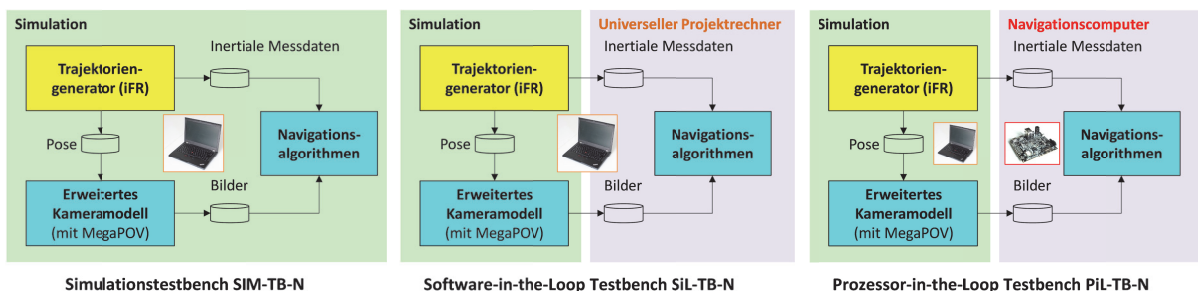 Simulation
Inertiale Messdaten
Trajektorien-
generator (iFR)
Pose
Navigations-
algorithmen
Erweitertes
Kameramodell
(mit MegaPOV)
Bilder
Simulationstestbench SIM-TB-N
Simulation
Universeller Projektrechner
Inertiale Messdaten
Trajektorien-
generator (iFR)
Pose
Navigations-
algorithmen
Erweitertes
Kameramodell
(mit MegaPOV)
Bilder
Software-in-the-Loop Testbench SiL-TB-N
Simulation
Navigationscomputer
Inertiale Messdaten
Trajektorien-
generator (iFR)
Pose
Navigations-
algorithmen
Erweitertes
Kameramodell
(mit MegaPOV)
Bilder
Prozessor-in-the-Loop Testbench PiL-TB-N